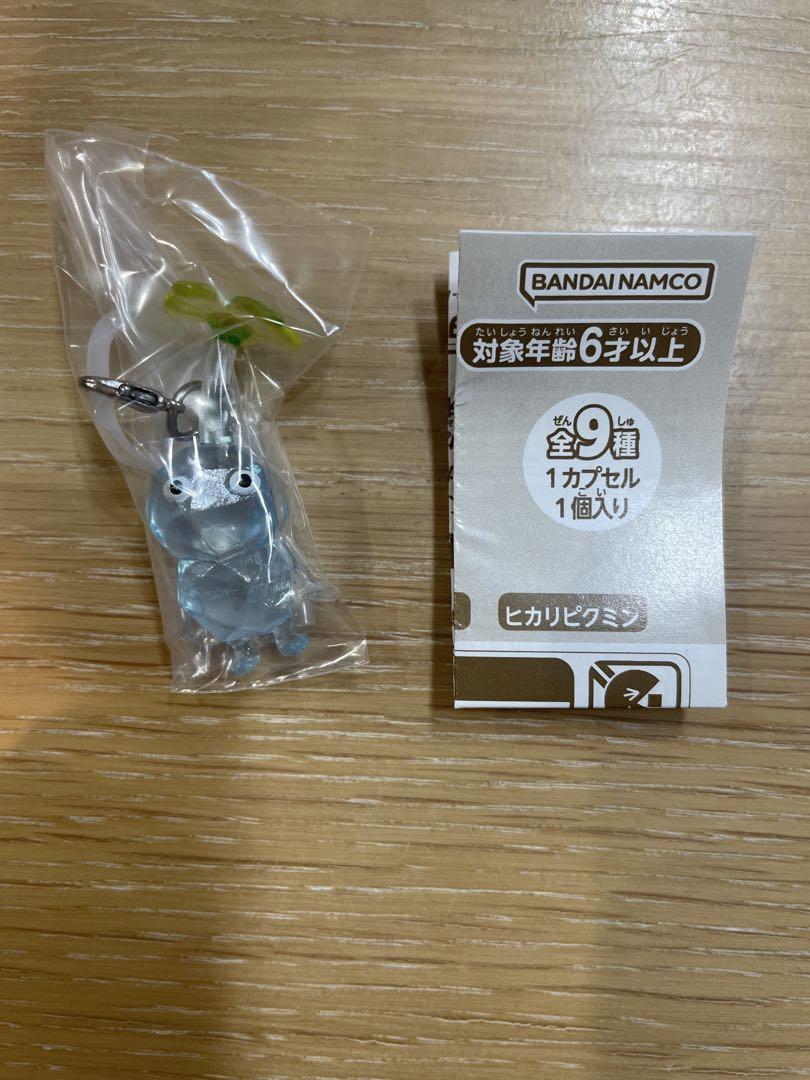 BANDAI NAMCO
たいしょうねんれい さい いじょう
対象年齢6才以上
ぜん しゅ
全9種
1カプセル
こい
1個入り
ヒカリピクミン